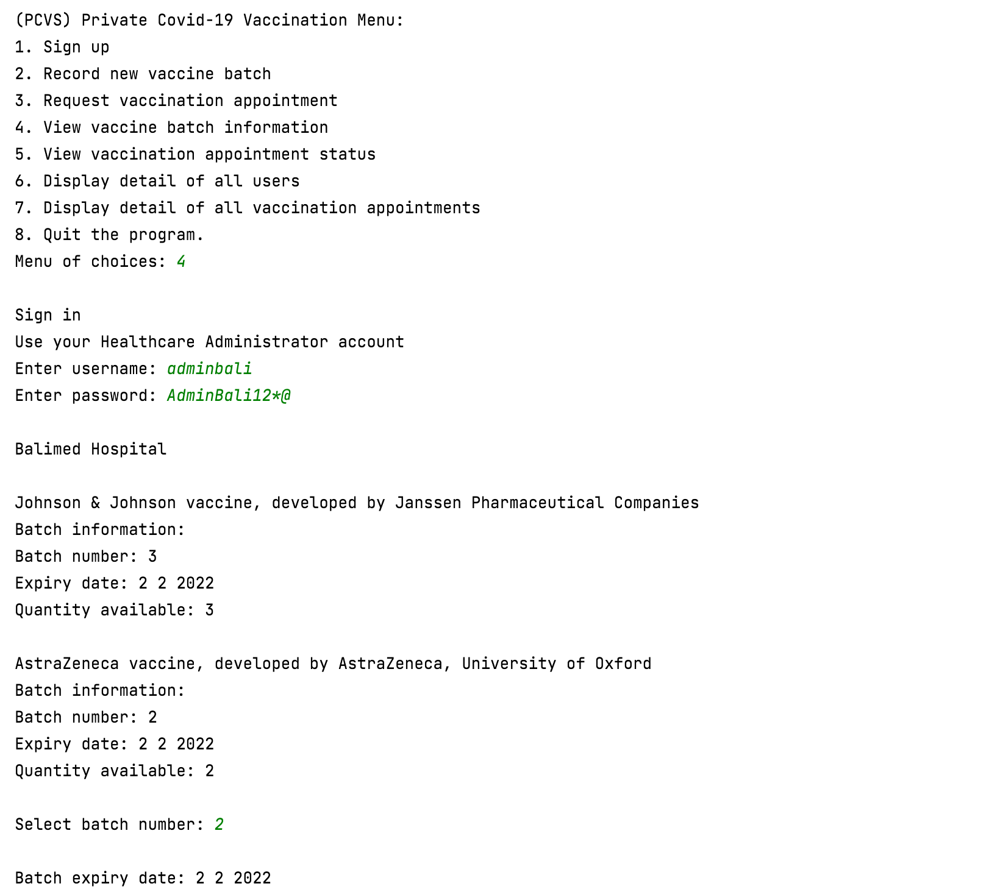 (PCVS) Private Covid-19 Vaccination Menu:
1. Sign up
2. Record new vaccine batch
3. Request vaccination appointment
4. View vaccine batch information
5. View vaccination appointment status
6. Display detail of all users
7. Display detail of all vaccination appointments
8. Quit the program.
Menu of choices: 4
Sign in
Use your Healthcare Administrator account
Enter username: adminbali
Enter password: AdminBali12*@
Balimed Hospital
Johnson & Johnson vaccine, developed by Janssen Pharmaceutical Companies
Batch information:
Batch number: 3
Expiry date: 2 2 2022
Quantity available: 3
AstraZeneca vaccine, developed by AstraZeneca, University of Oxford
Batch information:
Batch number: 2
Expiry date: 2 2 2022
Quantity available: 2
Select batch number: 2
Batch expiry date: 2 2 2022